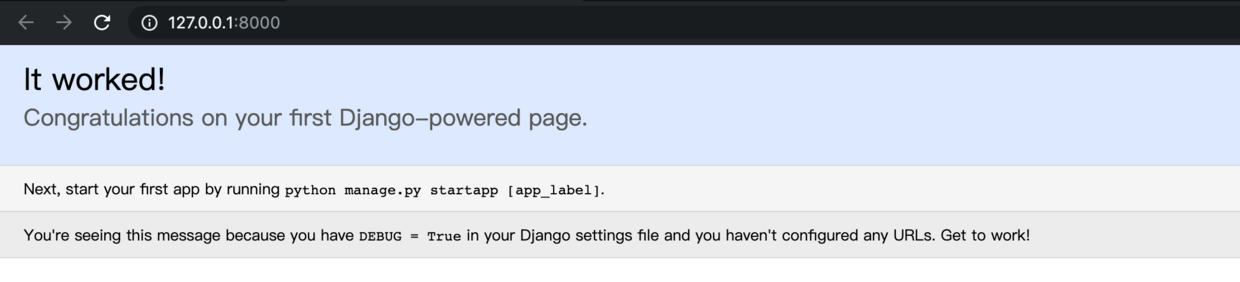 127.0.0.1:8000
It worked!
Congratulations on your first Django-powered page.
Next, start your first app by running python manage.py startapp [app_label].
You're seeing this message because you have DEBUG = True in your Django settings file and you haven't configured any URLs. Get to work!